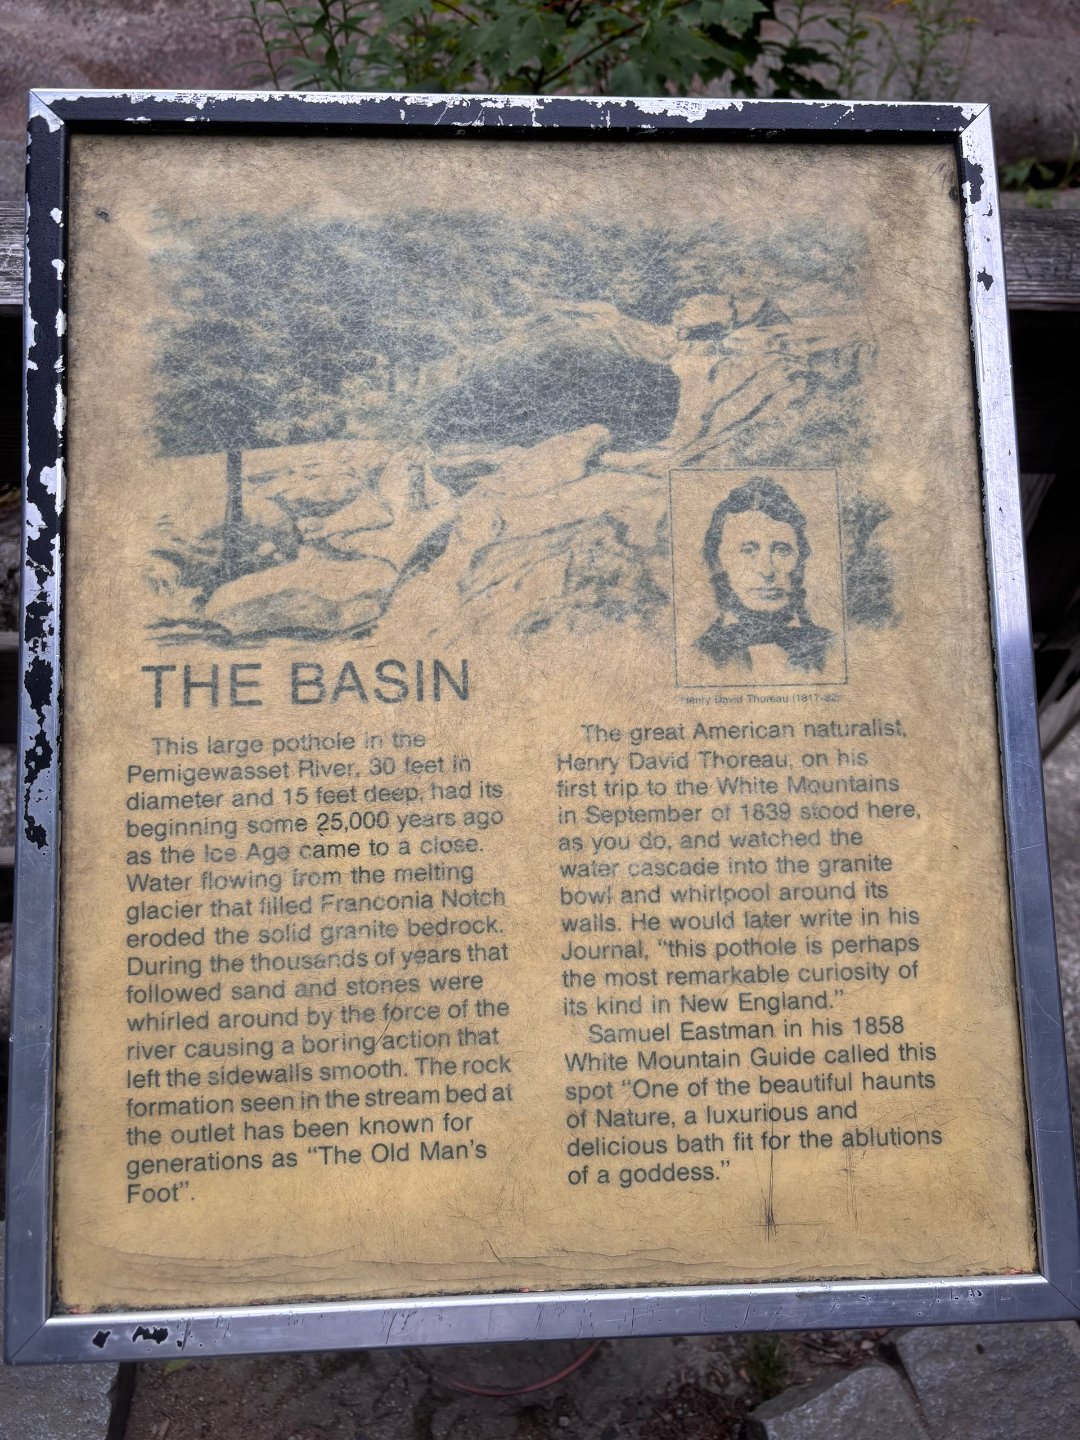 Henry David Thoreau (1817-62)
THE BASIN
This large pothole in the
Pemigewasset River, 30 feet in
diameter and 15 feet deep, had its
beginning some 25,000 years ago
as the Ice Age came to a close.
Water flowing from the melting
glacier that filled Franconia Notch
eroded the solid granite bedrock.
During the thousands of years that
followed sand and stones were
whirled around by the force of the
river causing a boring action that
left the sidewalls smooth. The rock
formation seen in the stream bed at
the outlet has been known for
generations as “The Old Man’s
Foot”.
The great American naturalist,
Henry David Thoreau, on his
first trip to the White Mountains
in September of 1839 stood here,
as you do, and watched the
water cascade into the granite
bowl and whirlpool around its
walls. He would later write in his
Journal, “this pothole is perhaps
the most remarkable curiosity of
its kind in New England.”
Samuel Eastman in his 1858
White Mountain Guide called this
spot “One of the beautiful haunts
of Nature, a luxurious and
delicious bath fit for the ablutions
of a goddess.”